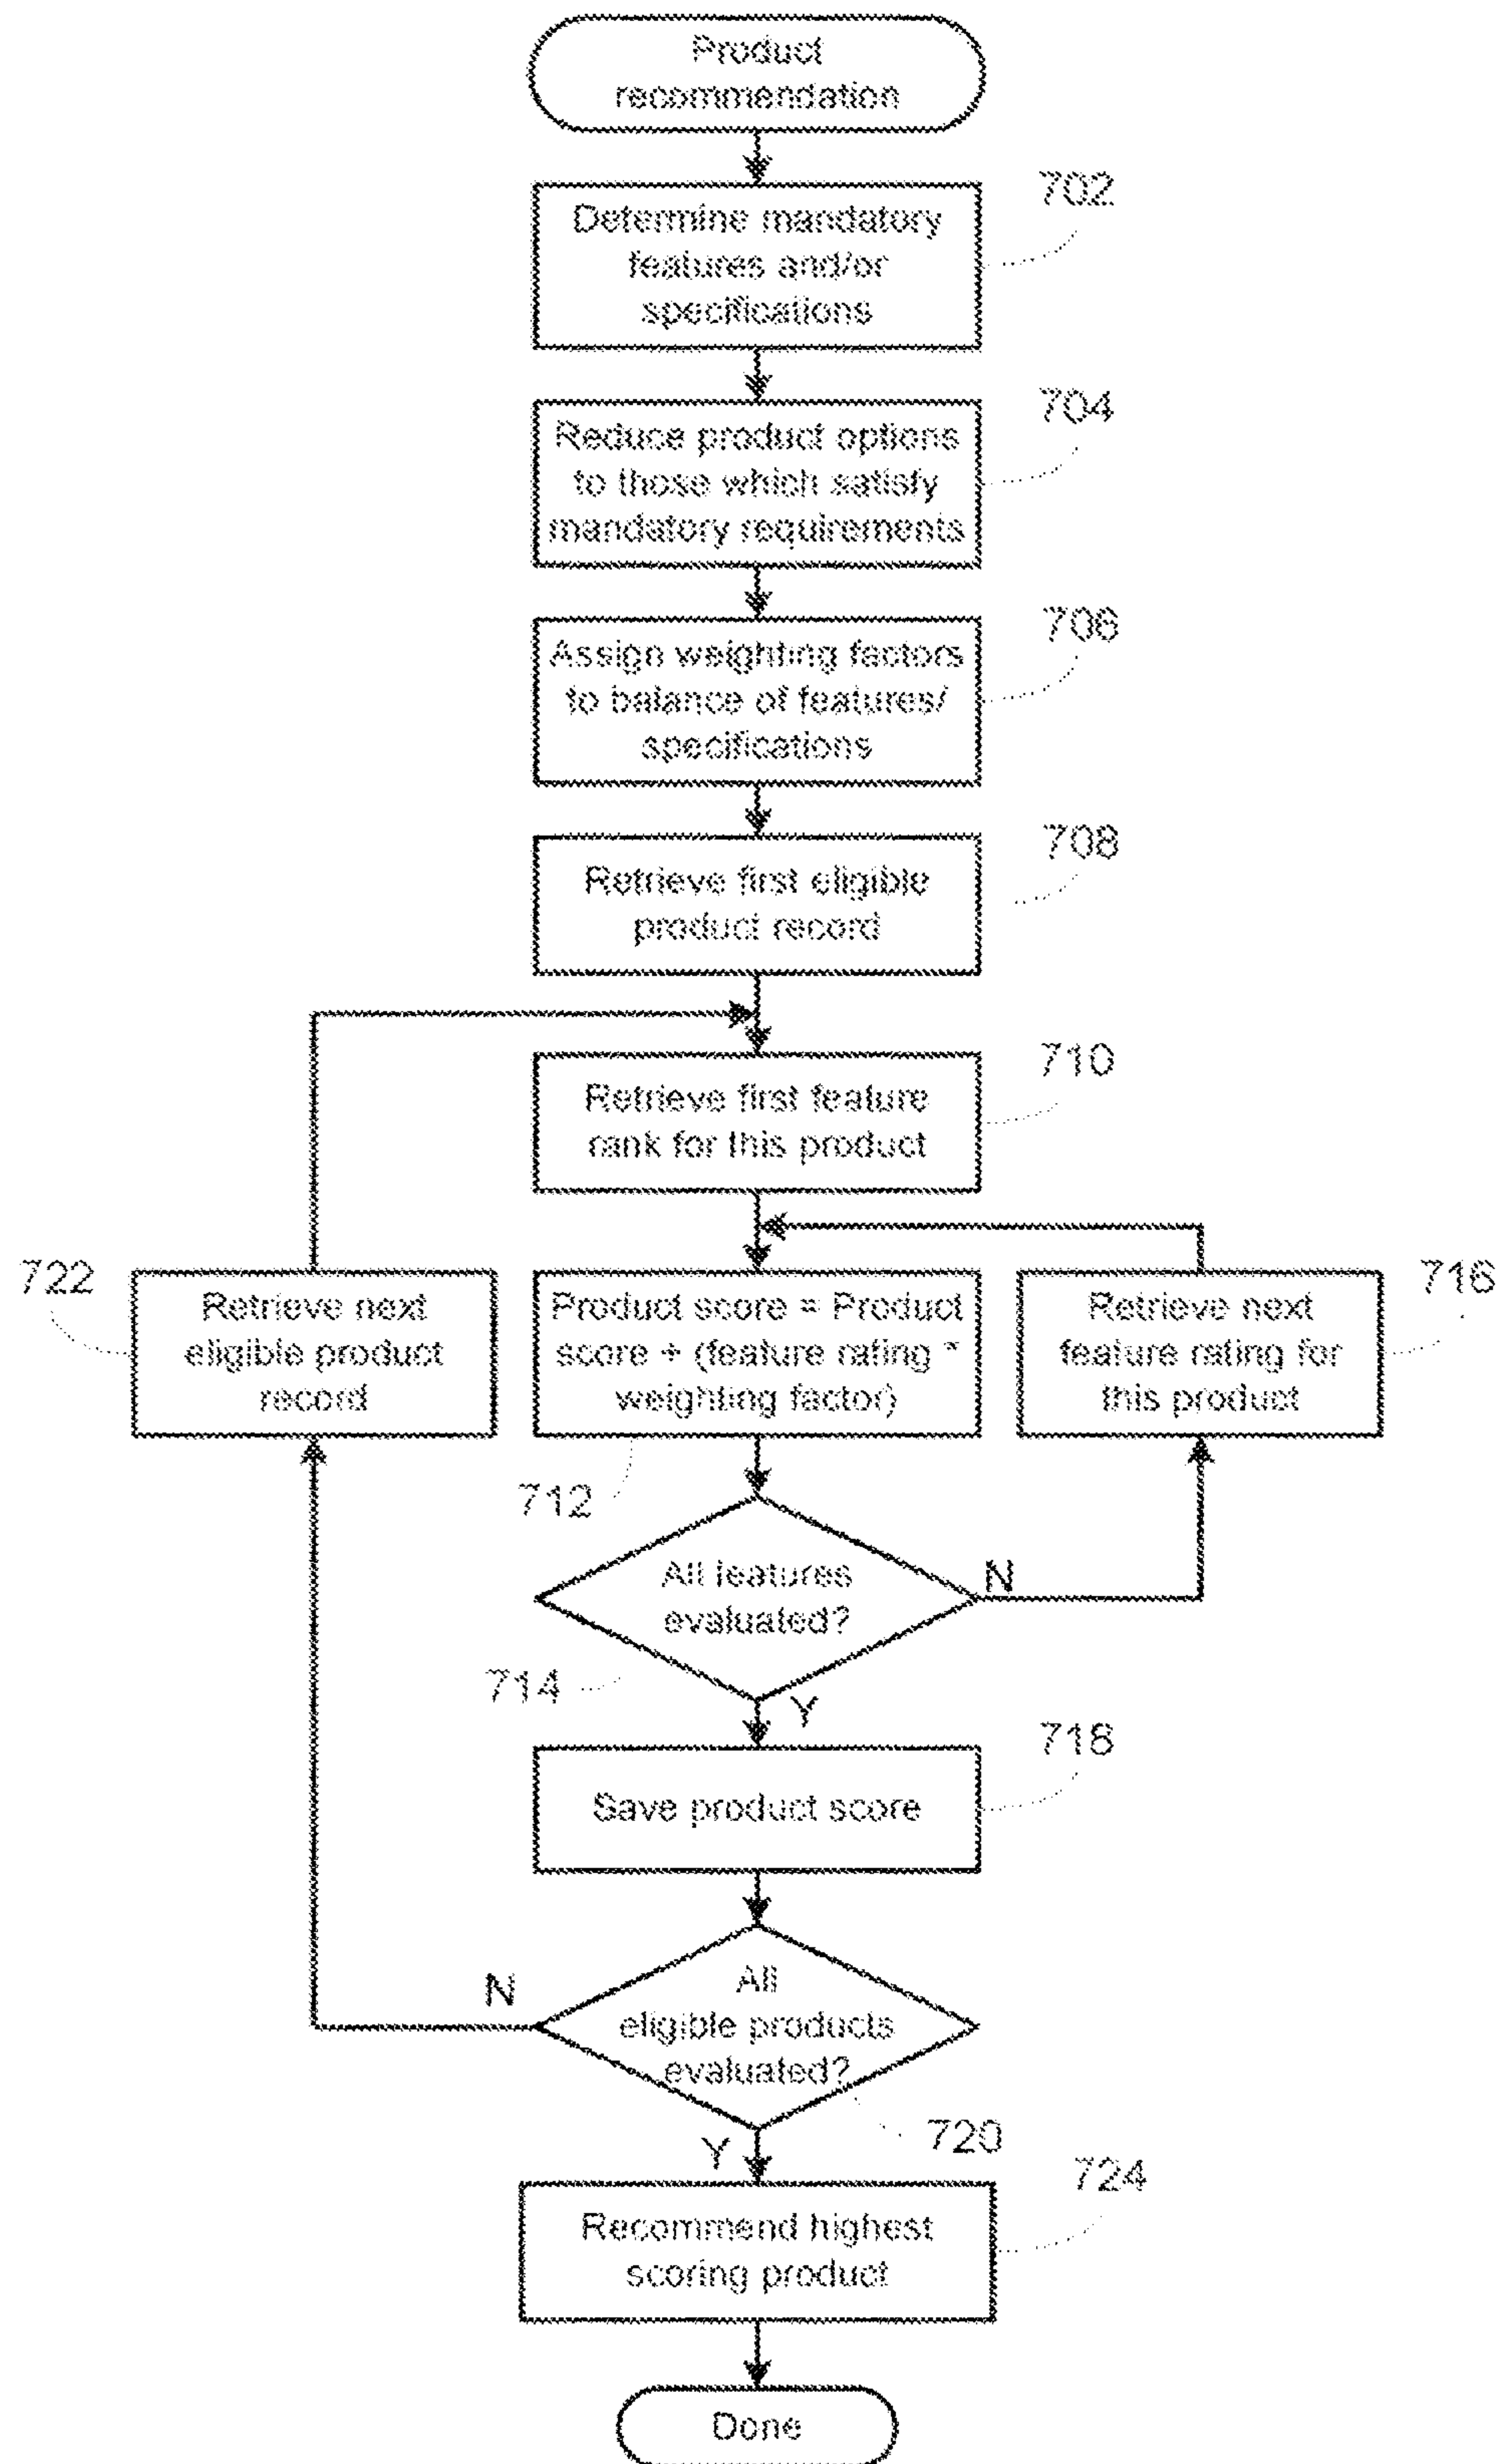 Product
recommendation
702
Determine mandatory
features and/or
specifications
704
Reduce product options
to those which satisfy
mandatory requirements
706
Assign weighting factors
to balance of features/
specifications
708
Retrieve first eligible
product record
710
Retrieve first feature
rank for this product
722
Retrieve next
eligible product
record
Product score = Product
score + (feature rating *
weighting factor)
716
Retrieve next
feature rating for
this product
712
All features
evaluated?
N
714
Y
718
Save product score
N
All
eligible products
evaluated?
720
Y
724
Recommend highest
scoring product
Done